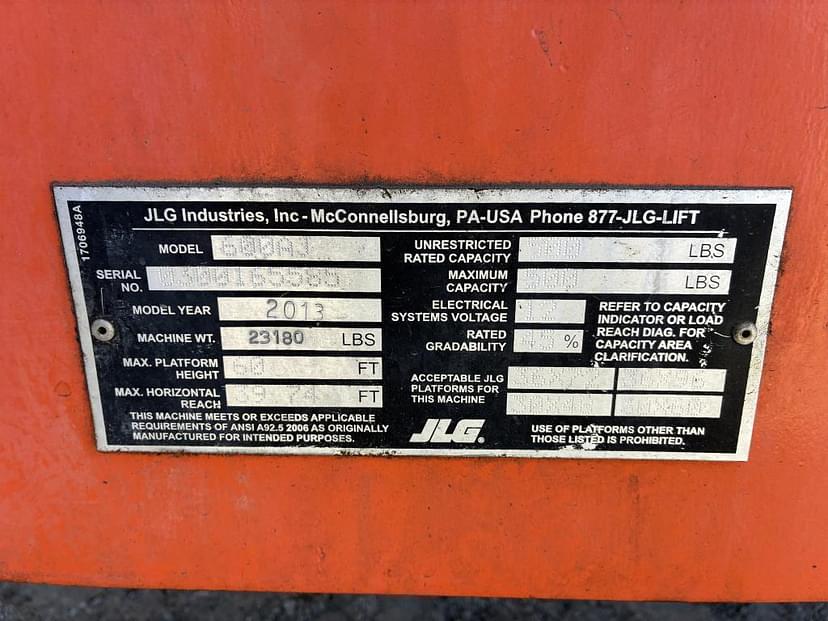 1706948A
JLG Industries, Inc - McConnellsburg, PA-USA Phone 877-JLG-LIFT
MODEL 600AJ
SERIAL NO. 0300165585
MODEL YEAR 2013
MACHINE WT. 23180 LBS
MAX. PLATFORM HEIGHT 60 FT
MAX. HORIZONTAL REACH FT
THIS MACHINE MEETS OR EXCEEDS APPLICABLE
REQUIREMENTS OF ANSI A92.5 2006 AS ORIGINALLY
MANUFACTURED FOR INTENDED PURPOSES.
UNRESTRICTED RATED CAPACITY LBS
MAXIMUM CAPACITY LBS
ELECTRICAL SYSTEMS VOLTAGE 12
RATED GRADABILITY 45 %
REFER TO CAPACITY
INDICATOR OR LOAD
REACH DIAG. FOR
CAPACITY AREA
CLARIFICATION.
ACCEPTABLE JLG
PLATFORMS FOR
THIS MACHINE
JLG.
USE OF PLATFORMS OTHER THAN
THOSE LISTED IS PROHIBITED.